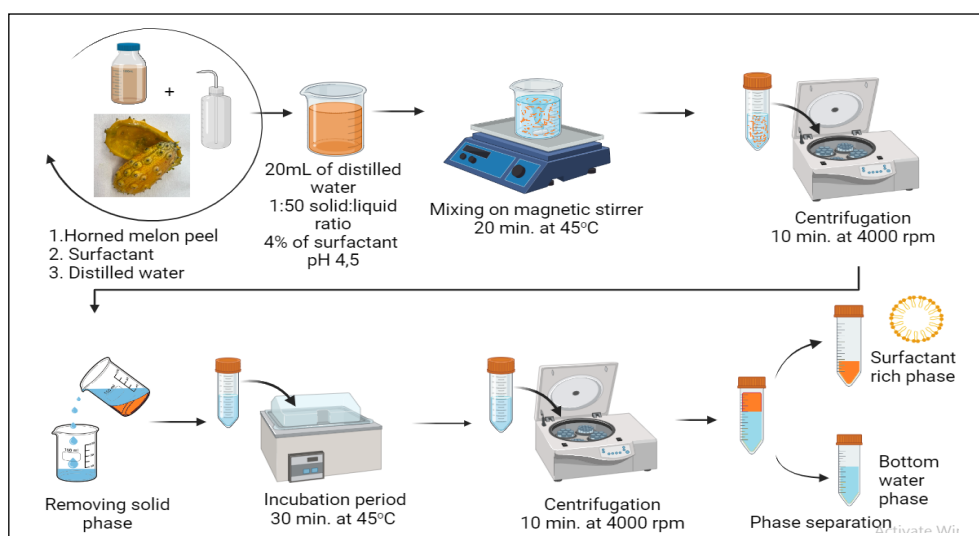 +
1.Horned melon peel
2. Surfactant
3. Distilled water
20mL of distilled
water
1:50 solid:liquid
ratio
4% of surfactant
pH 4,5
Mixing on magnetic stirrer
20 min. at 45°C
Centrifugation
10 min. at 4000 rpm
Removing solid
phase
Incubation period
30 min. at 45°C
Centrifugation
10 min. at 4000 rpm
Phase separation
Surfactant
rich phase
Bottom
water
phase